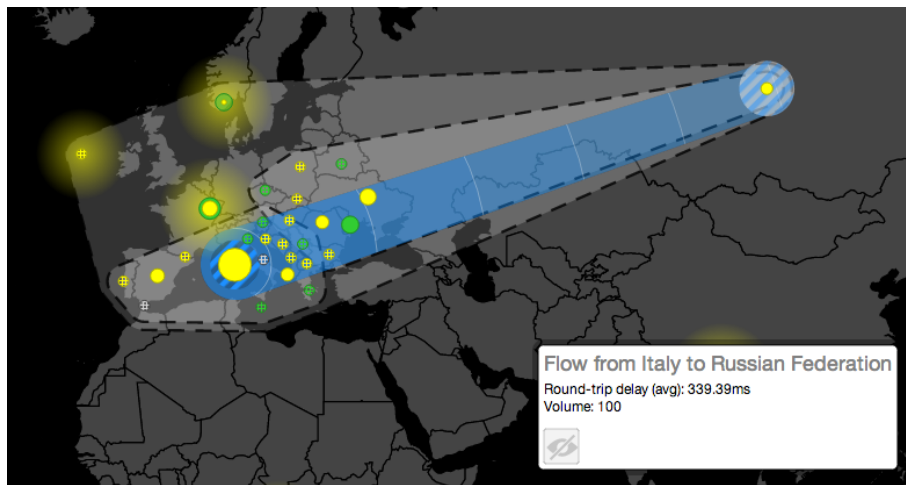 Flow from Italy to Russian Federation
Round-trip delay (avg): 339.39ms
Volume: 100